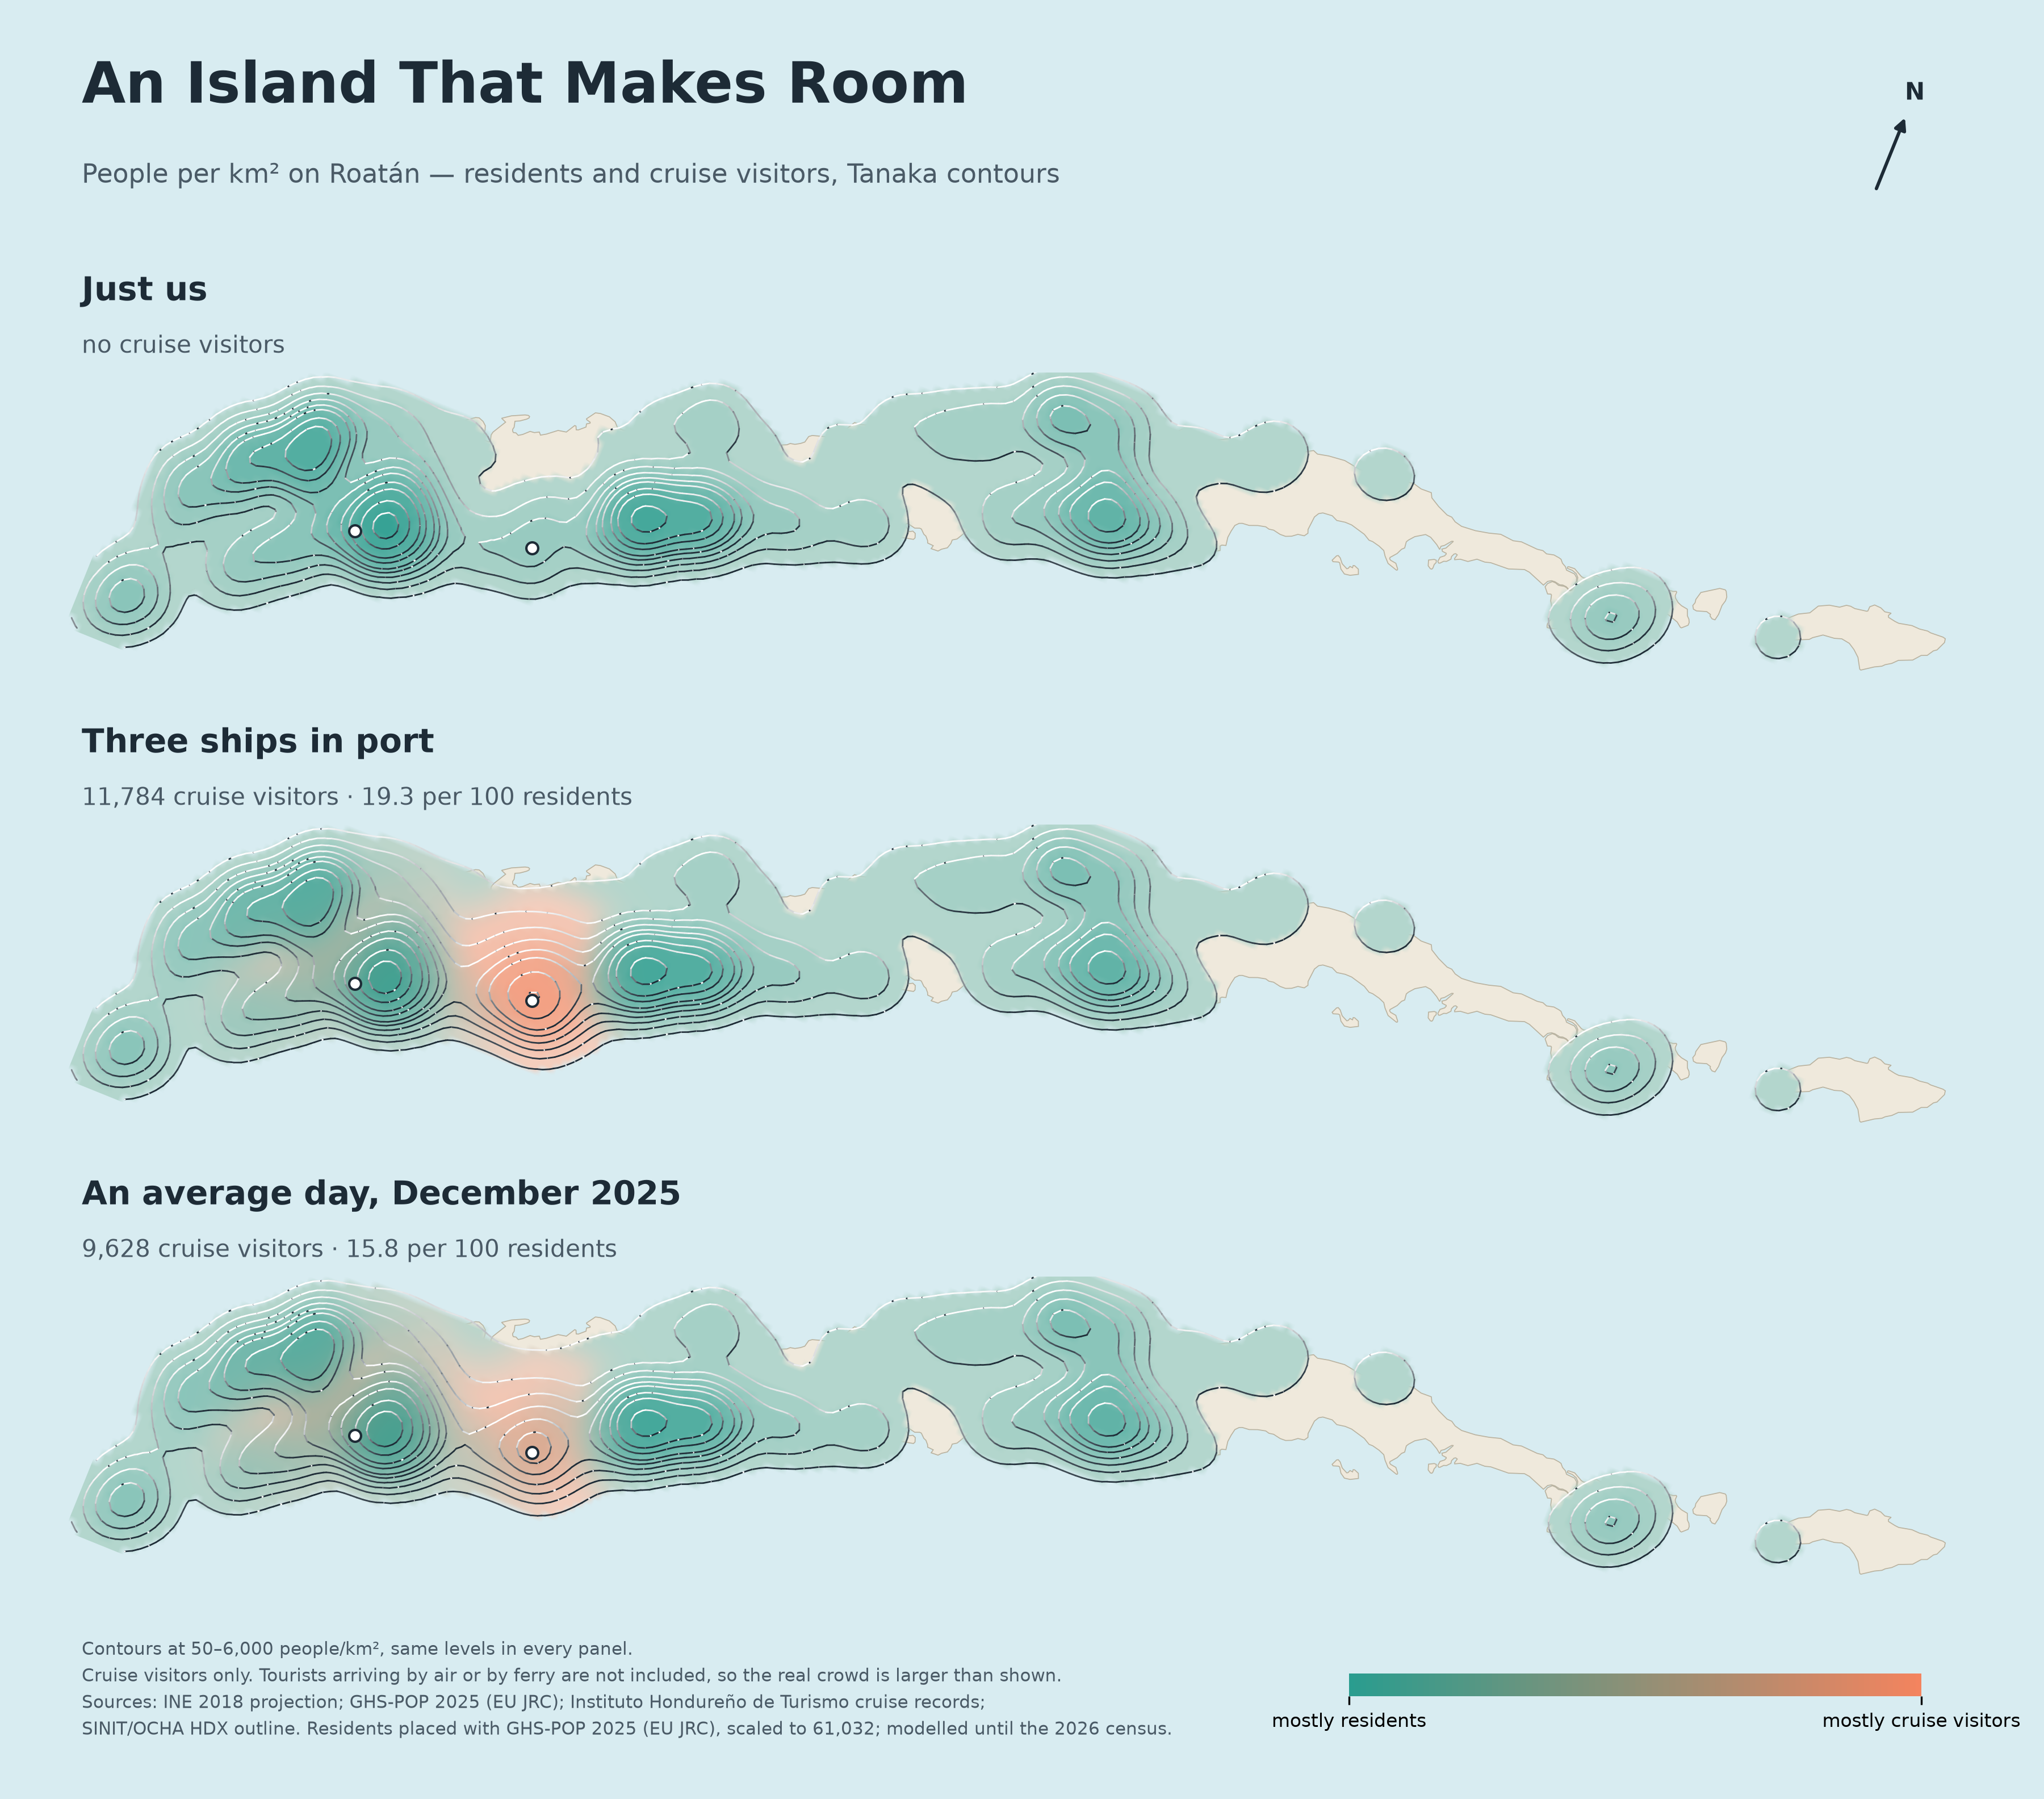 An Island That Makes Room
N
People per km² on Roatán — residents and cruise visitors, Tanaka contours
Just us
no cruise visitors
Three ships in port
11,784 cruise visitors · 19.3 per 100 residents
An average day, December 2025
9,628 cruise visitors · 15.8 per 100 residents
Contours at 50–6,000 people/km², same levels in every panel.
Cruise visitors only. Tourists arriving by air or by ferry are not included, so the real crowd is larger than shown.
Sources: INE 2018 projection; GHS-POP 2025 (EU JRC); Instituto Hondureño de Turismo cruise records;
SINIT/OCHA HDX outline. Residents placed with GHS-POP 2025 (EU JRC), scaled to 61,032; modelled until the 2026 census.
mostly residents
mostly cruise visitors